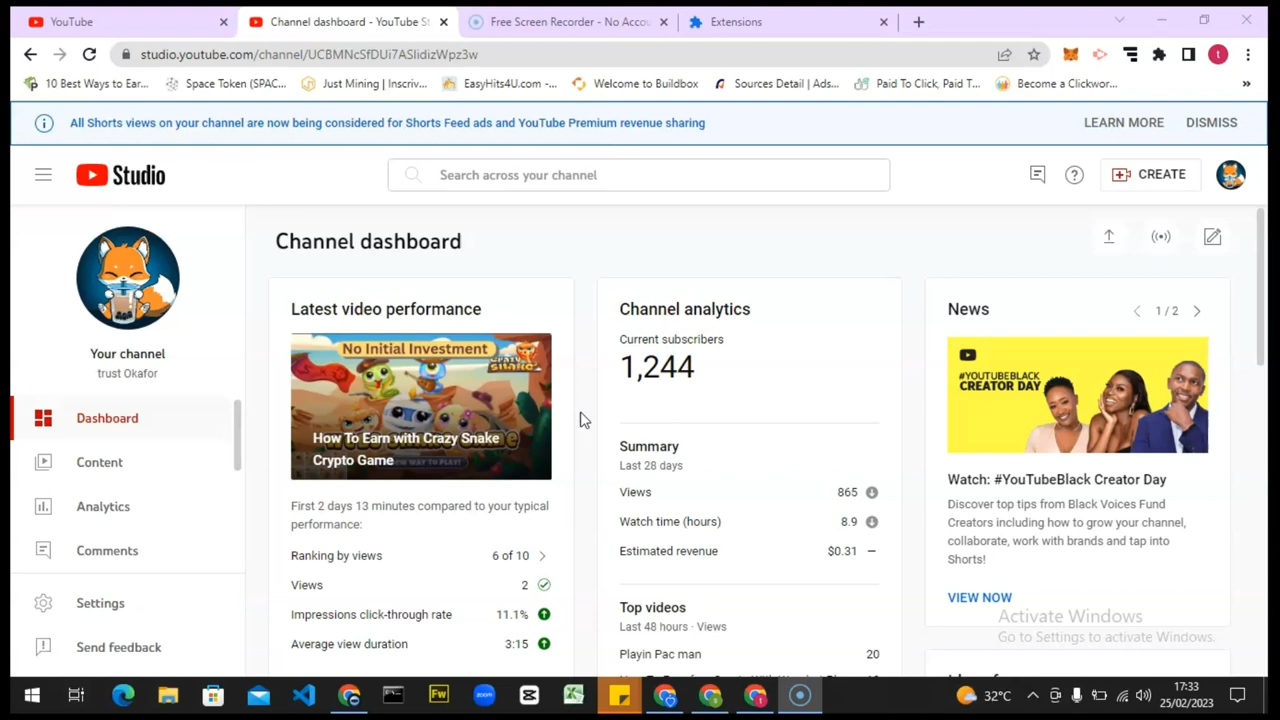 YouTube
Channel dashboard - YouTube St
Free Screen Recorder - No Accou
Extensions
studio.youtube.com/channel/UCBMNcSfDUi7ASlidizWpz3w
t
10 Best Ways to Ear...
Space Token (SPAC...
Just Mining | Inscriv...
EasyHits4U.com -...
Welcome to Buildbox
Sources Detail | Ads...
Paid To Click, Paid T...
Become a Clickwor...
»
All Shorts views on your channel are now being considered for Shorts Feed ads and YouTube Premium revenue sharing
LEARN MORE
DISMISS
Studio
Search across your channel
CREATE
Channel dashboard
Your channel
trust Okafor
Dashboard
Content
Analytics
Comments
Settings
Send feedback
Latest video performance
No Initial Investment
CRAZY
SNAKE
How To Earn with Crazy Snake
Crypto Game
First 2 days 13 minutes compared to your typical
performance:
Ranking by views 6 of 10
Views 2
Impressions click-through rate 11.1%
Average view duration 3:15
Channel analytics
Current subscribers
1,244
Summary
Last 28 days
Views 865
Watch time (hours) 8.9
Estimated revenue $0.31 —
Top videos
Last 48 hours · Views
Playin Pac man 20
News
1 / 2
#YOUTUBEBLACK
CREATOR DAY
Watch: #YouTubeBlack Creator Day
Discover top tips from Black Voices Fund
Creators including how to grow your channel,
collaborate, work with brands and tap into
Shorts!
VIEW NOW
Activate Windows
Go to Settings to activate Windows.
Fw
zoom
32°C
17:33
25/02/2023